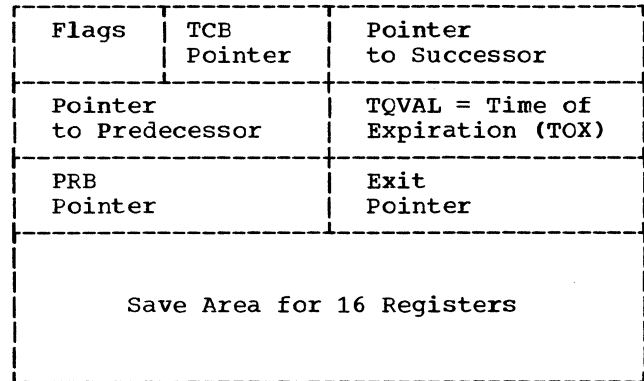 Flags
TCB
Pointer
Pointer
to Successor
Pointer
to Predecessor
TQVAL = Time of
Expiration (TOX)
PRB
Pointer
Exit
Pointer
Save Area for 16 Registers